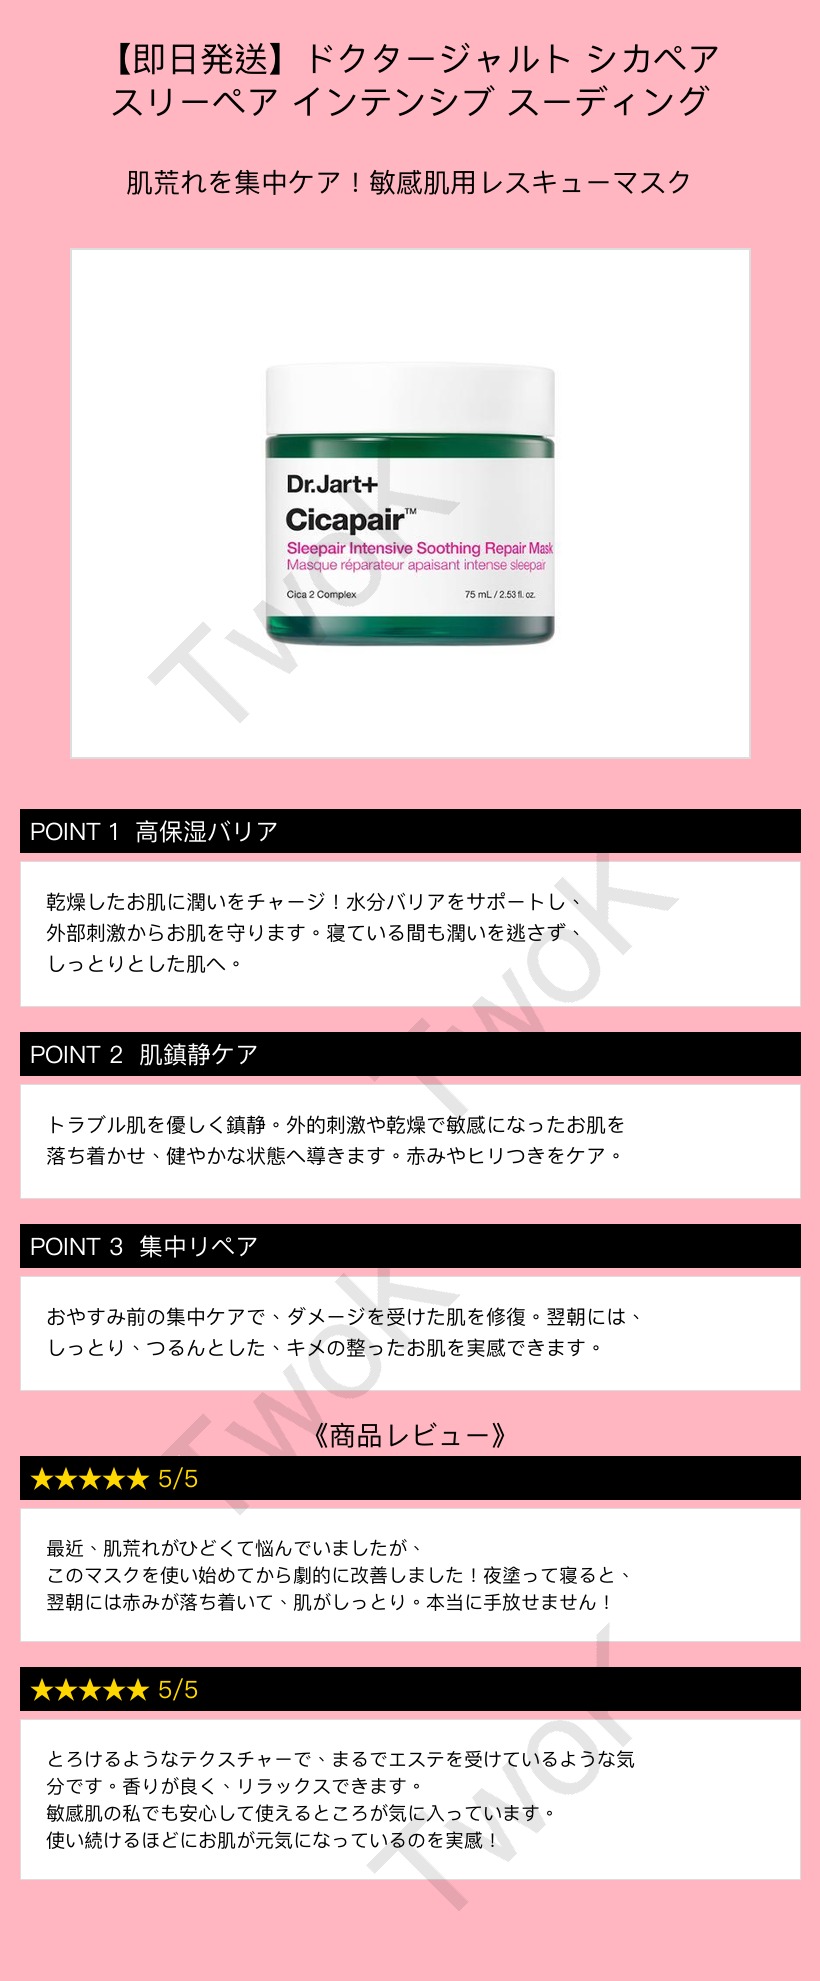 【即日発送】ドクタージャルト シカペア
スリーペア インテンシブ スーディング
肌荒れを集中ケア！敏感肌用レスキューマスク
Dr.Jart+
Cicapair™
Sleepair Intensive Soothing Repair Mask
Masque réparateur apaisant intense sleepair
Cica 2 Complex 75 mL / 2.53 fl. oz.
TwoK
POINT 1 高保湿バリア
乾燥したお肌に潤いをチャージ！水分バリアをサポートし、
外部刺激からお肌を守ります。寝ている間も潤いを逃さず、
しっとりとした肌へ。
TwoK
POINT 2 肌鎮静ケア
トラブル肌を優しく鎮静。外的刺激や乾燥で敏感になったお肌を
落ち着かせ、健やかな状態へ導きます。赤みやヒリつきをケア。
POINT 3 集中リペア
おやすみ前の集中ケアで、ダメージを受けた肌を修復。翌朝には、
しっとり、つるんとした、キメの整ったお肌を実感できます。
TwoK
《商品レビュー》
★★★★★ 5/5
最近、肌荒れがひどくて悩んでいましたが、
このマスクを使い始めてから劇的に改善しました！夜塗って寝ると、
翌朝には赤みが落ち着いて、肌がしっとり。本当に手放せません！
★★★★★ 5/5
とろけるようなテクスチャーで、まるでエステを受けているような気
分です。香りが良く、リラックスできます。
敏感肌の私でも安心して使えるところが気に入っています。
使い続けるほどにお肌が元気になっているのを実感！
TwoK